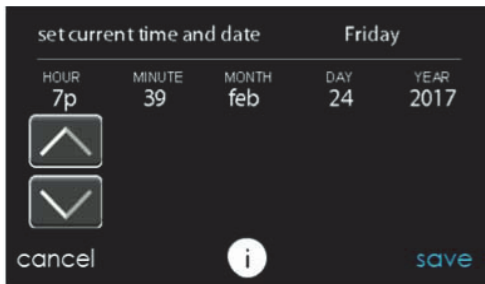 set current time and date Friday
HOUR MINUTE MONTH DAY YEAR
7p 39 feb 24 2017
cancel i save